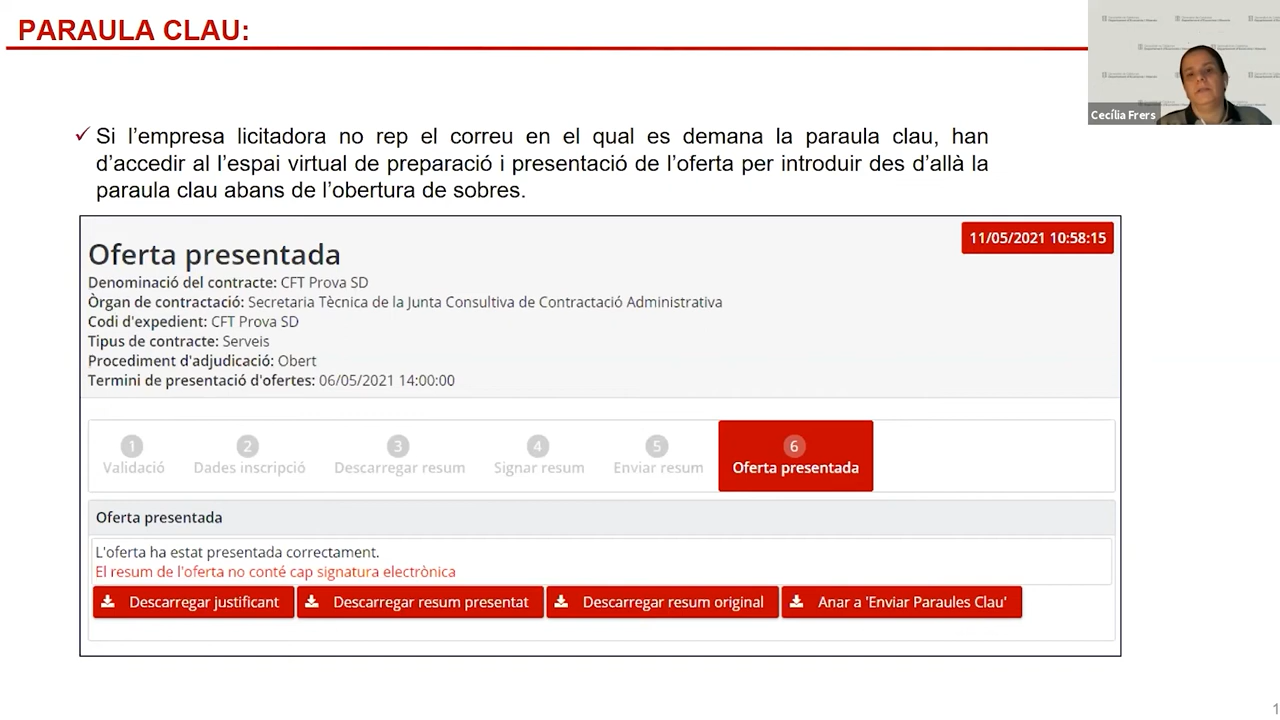 PARAULA CLAU:
Cecília Frers
✓ Si l’empresa licitadora no rep el correu en el qual es demana la paraula clau, han
d’accedir al l’espai virtual de preparació i presentació de l’oferta per introduir des d’allà la
paraula clau abans de l’obertura de sobres.
11/05/2021 10:58:15
Oferta presentada
Denominació del contracte: CFT Prova SD
Òrgan de contractació: Secretaria Tècnica de la Junta Consultiva de Contractació Administrativa
Codi d'expedient: CFT Prova SD
Tipus de contracte: Serveis
Procediment d'adjudicació: Obert
Termini de presentació d'ofertes: 06/05/2021 14:00:00
1 2 3 4 5 6
Validació Dades inscripció Descarregar resum Signar resum Enviar resum Oferta presentada
Oferta presentada
L'oferta ha estat presentada correctament.
El resum de l'oferta no conté cap signatura electrònica
Descarregar justificant Descarregar resum presentat Descarregar resum original Anar a 'Enviar Paraules Clau'
1